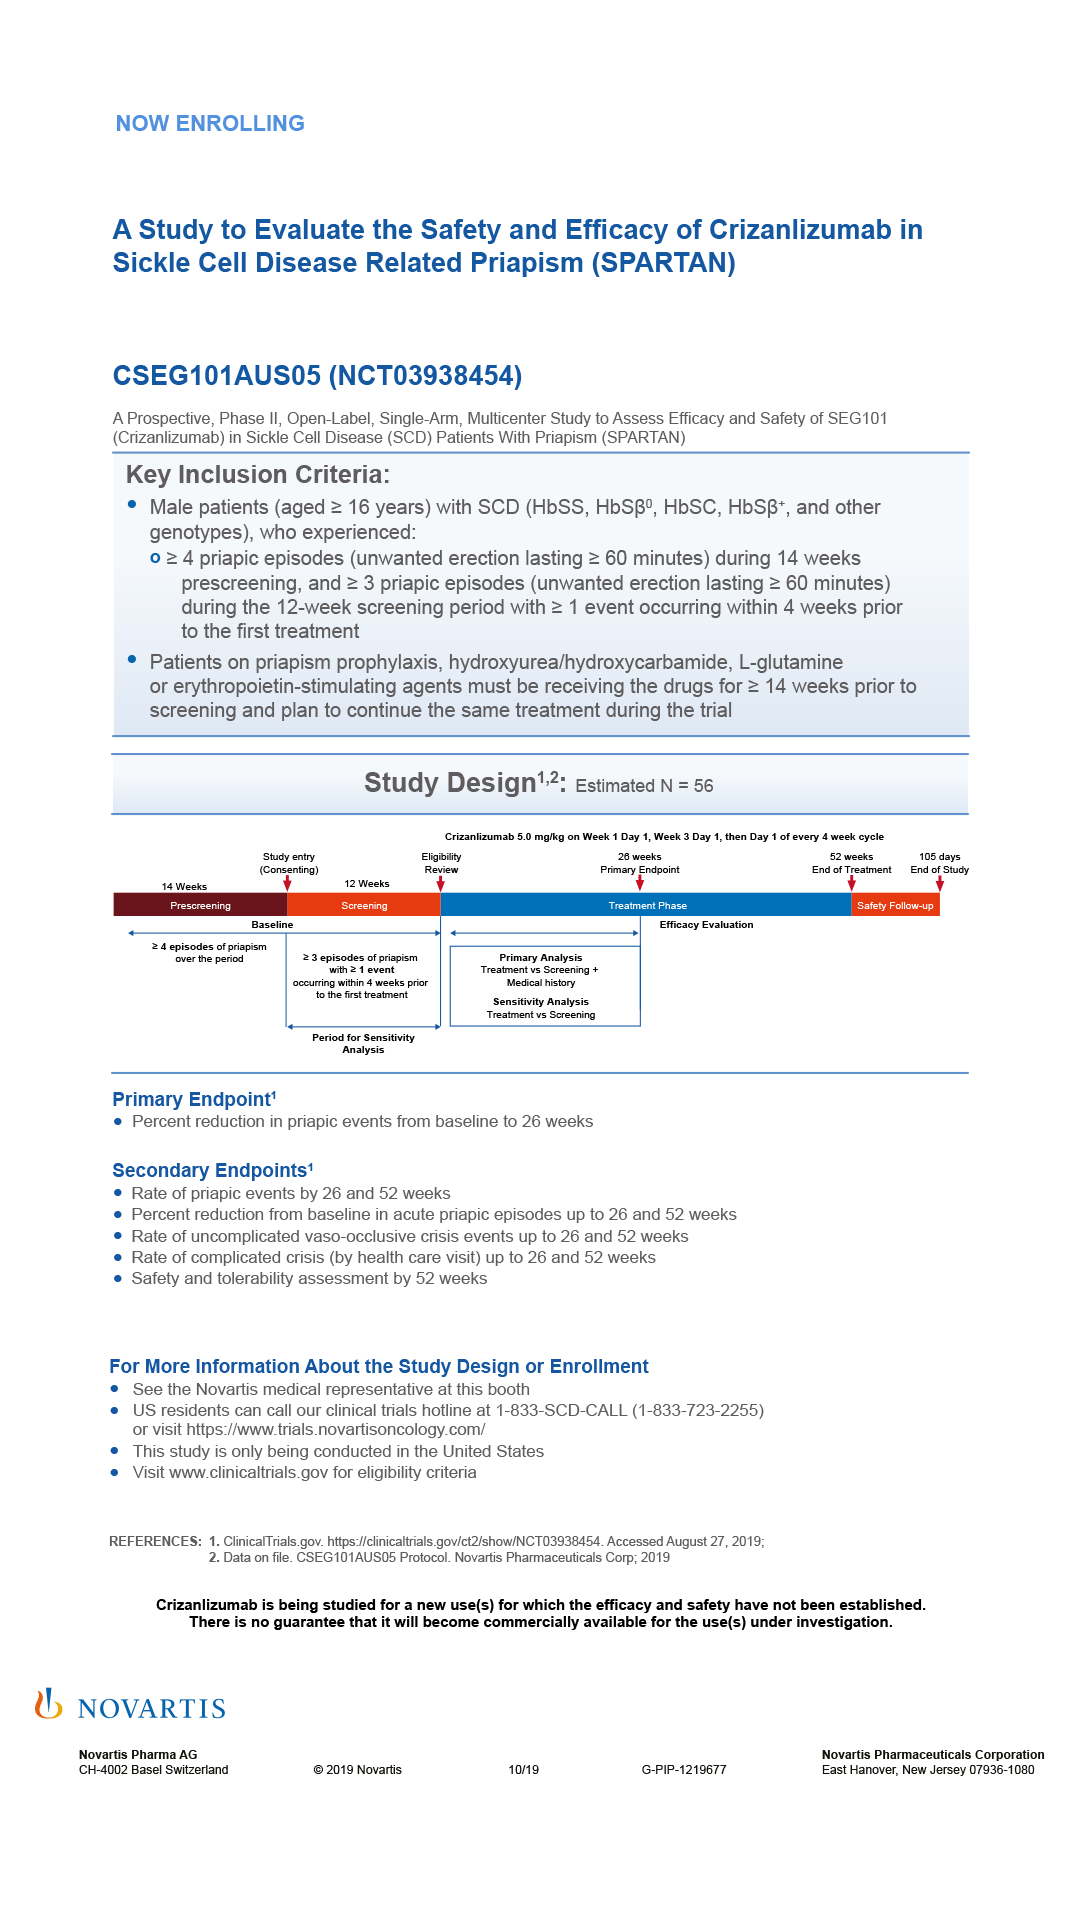 NOW ENROLLING
A Study to Evaluate the Safety and Efficacy of Crizanlizumab in
Sickle Cell Disease Related Priapism (SPARTAN)
CSEG101AUS05 (NCT03938454)
A Prospective, Phase II, Open-Label, Single-Arm, Multicenter Study to Assess Efficacy and Safety of SEG101
(Crizanlizumab) in Sickle Cell Disease (SCD) Patients With Priapism (SPARTAN)
Key Inclusion Criteria:
• Male patients (aged ≥ 16 years) with SCD (HbSS, HbSβ⁰, HbSC, HbSβ⁺, and other
genotypes), who experienced:
o ≥ 4 priapic episodes (unwanted erection lasting ≥ 60 minutes) during 14 weeks
prescreening, and ≥ 3 priapic episodes (unwanted erection lasting ≥ 60 minutes)
during the 12-week screening period with ≥ 1 event occurring within 4 weeks prior
to the first treatment
• Patients on priapism prophylaxis, hydroxyurea/hydroxycarbamide, L-glutamine
or erythropoietin-stimulating agents must be receiving the drugs for ≥ 14 weeks prior to
screening and plan to continue the same treatment during the trial
Study Design¹,²: Estimated N = 56
Crizanlizumab 5.0 mg/kg on Week 1 Day 1, Week 3 Day 1, then Day 1 of every 4 week cycle
Study entry
(Consenting)
Eligibility
Review
26 weeks
Primary Endpoint
52 weeks
End of Treatment
105 days
End of Study
14 Weeks
12 Weeks
Prescreening
Screening
Treatment Phase
Safety Follow-up
Baseline
Efficacy Evaluation
≥ 4 episodes of priapism
over the period
≥ 3 episodes of priapism
with ≥ 1 event
occurring within 4 weeks prior
to the first treatment
Primary Analysis
Treatment vs Screening +
Medical history
Sensitivity Analysis
Treatment vs Screening
Period for Sensitivity
Analysis
Primary Endpoint¹
• Percent reduction in priapic events from baseline to 26 weeks
Secondary Endpoints¹
• Rate of priapic events by 26 and 52 weeks
• Percent reduction from baseline in acute priapic episodes up to 26 and 52 weeks
• Rate of uncomplicated vaso-occlusive crisis events up to 26 and 52 weeks
• Rate of complicated crisis (by health care visit) up to 26 and 52 weeks
• Safety and tolerability assessment by 52 weeks
For More Information About the Study Design or Enrollment
• See the Novartis medical representative at this booth
• US residents can call our clinical trials hotline at 1-833-SCD-CALL (1-833-723-2255)
or visit https://www.trials.novartisoncology.com/
• This study is only being conducted in the United States
• Visit www.clinicaltrials.gov for eligibility criteria
REFERENCES: 1. ClinicalTrials.gov. https://clinicaltrials.gov/ct2/show/NCT03938454. Accessed August 27, 2019;
2. Data on file. CSEG101AUS05 Protocol. Novartis Pharmaceuticals Corp; 2019
Crizanlizumab is being studied for a new use(s) for which the efficacy and safety have not been established.
There is no guarantee that it will become commercially available for the use(s) under investigation.
NOVARTIS
Novartis Pharma AG
CH-4002 Basel Switzerland
© 2019 Novartis
10/19
G-PIP-1219677
Novartis Pharmaceuticals Corporation
East Hanover, New Jersey 07936-1080